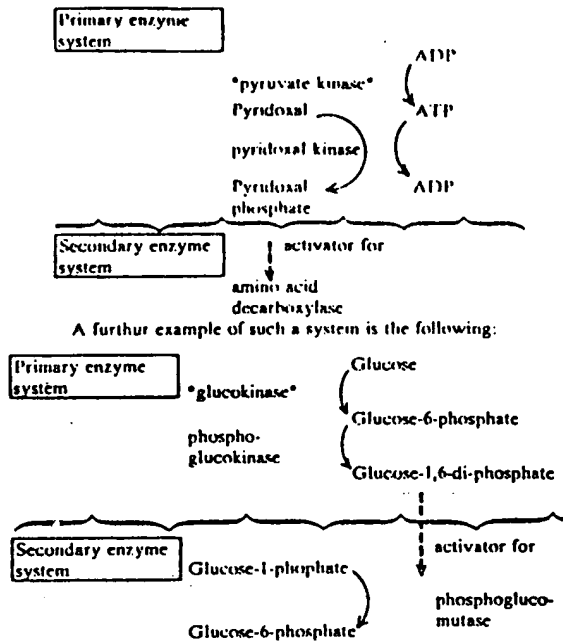 Primary enzyme
system
ADP
"pyruvate kinase"
Pyridoxal
ATP
pyridoxal kinase
Pyridoxal
phosphate
ADP
Secondary enzyme
system
activator for
amino acid
decarboxylase
A furthur example of such a system is the following:
Primary enzyme
system
Glucose
"glucokinase"
Glucose-6-phosphate
phospho-
glucokinase
Glucose-1,6-di-phosphate
Secondary enzyme
system
activator for
Glucose-1-phophate
phosphogluco-
mutase
Glucose-6-phosphate